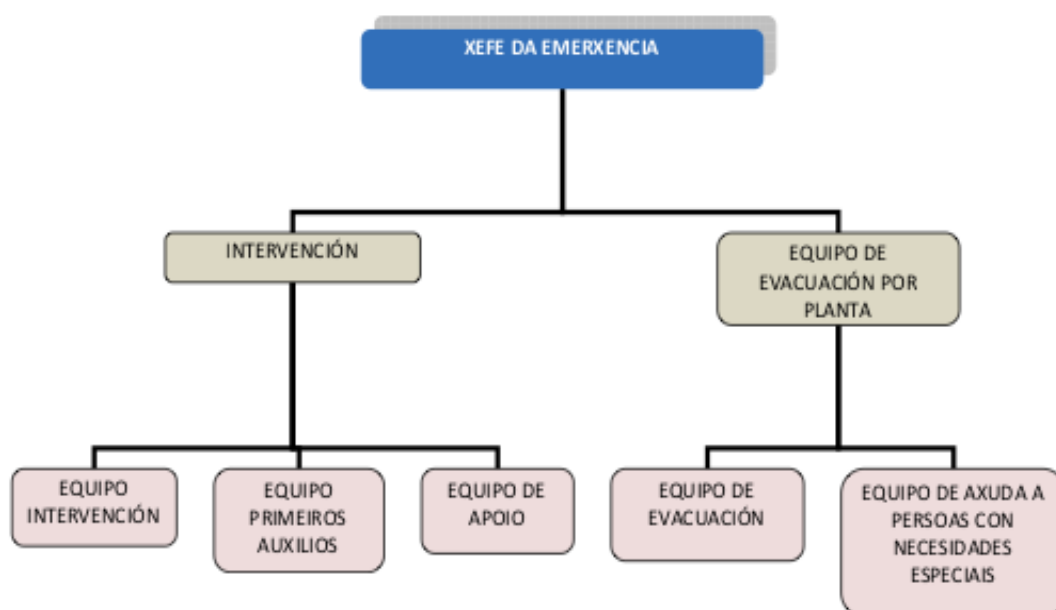 XEFE DA EMERXENCIA
INTERVENCIÓN
EQUIPO DE
EVACUACIÓN POR
PLANTA
EQUIPO
INTERVENCIÓN
EQUIPO
PRIMEIROS
AUXILIOS
EQUIPO DE
APOIO
EQUIPO DE
EVACUACIÓN
EQUIPO DE AXUDA A
PERSOAS CON
NECESIDADES
ESPECIAIS